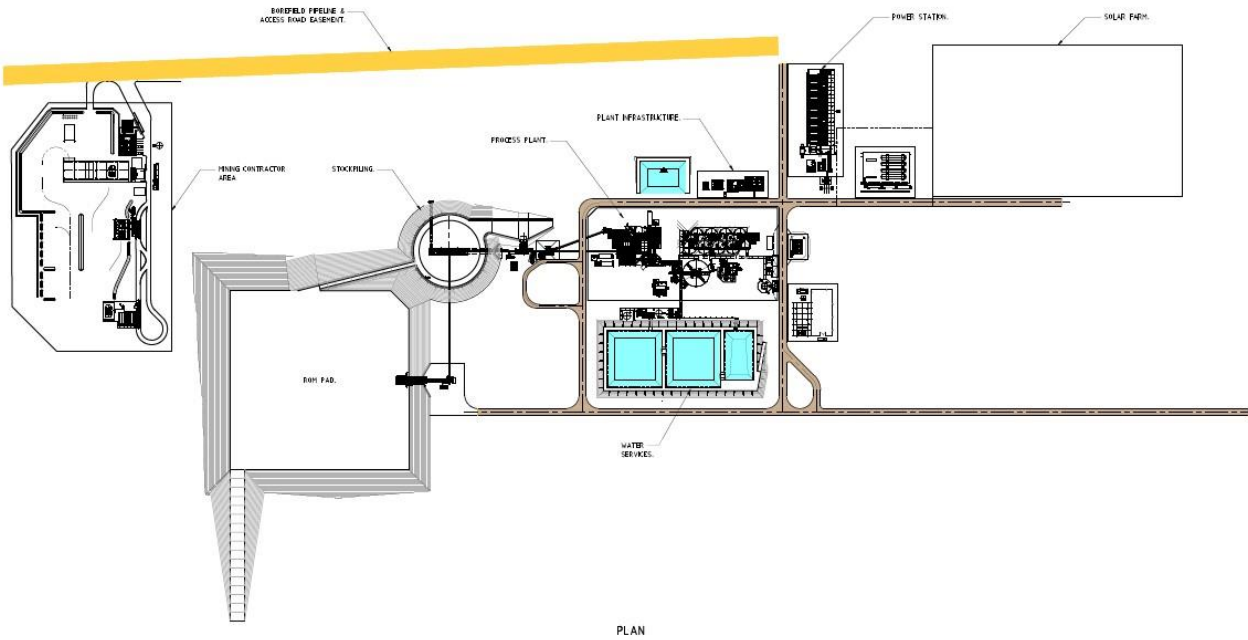 BOREFIELD PIPELINE &
ACCESS ROAD EASEMENT.
POWER STATION.
SOLAR FARM.
PLANT INFRASTRUCTURE.
PROCESS PLANT.
MINING CONTRACTOR
AREA
STOCKPILING.
ROM PAD.
WATER
SERVICES.
PLAN